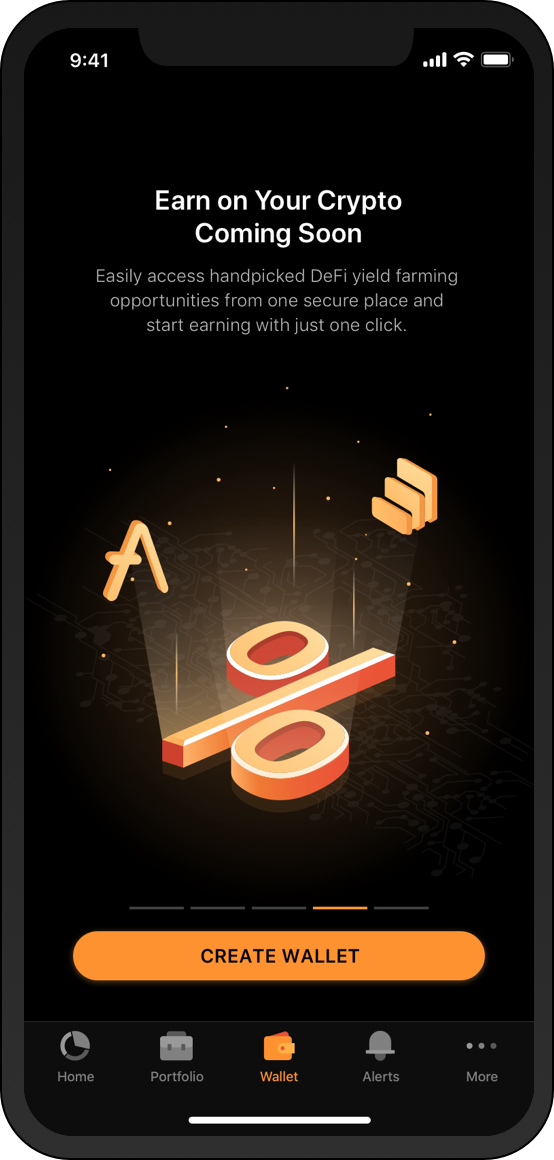 9:41
Earn on Your Crypto
Coming Soon
Easily access handpicked DeFi yield farming
opportunities from one secure place and
start earning with just one click.
CREATE WALLET
Home Portfolio Wallet Alerts More